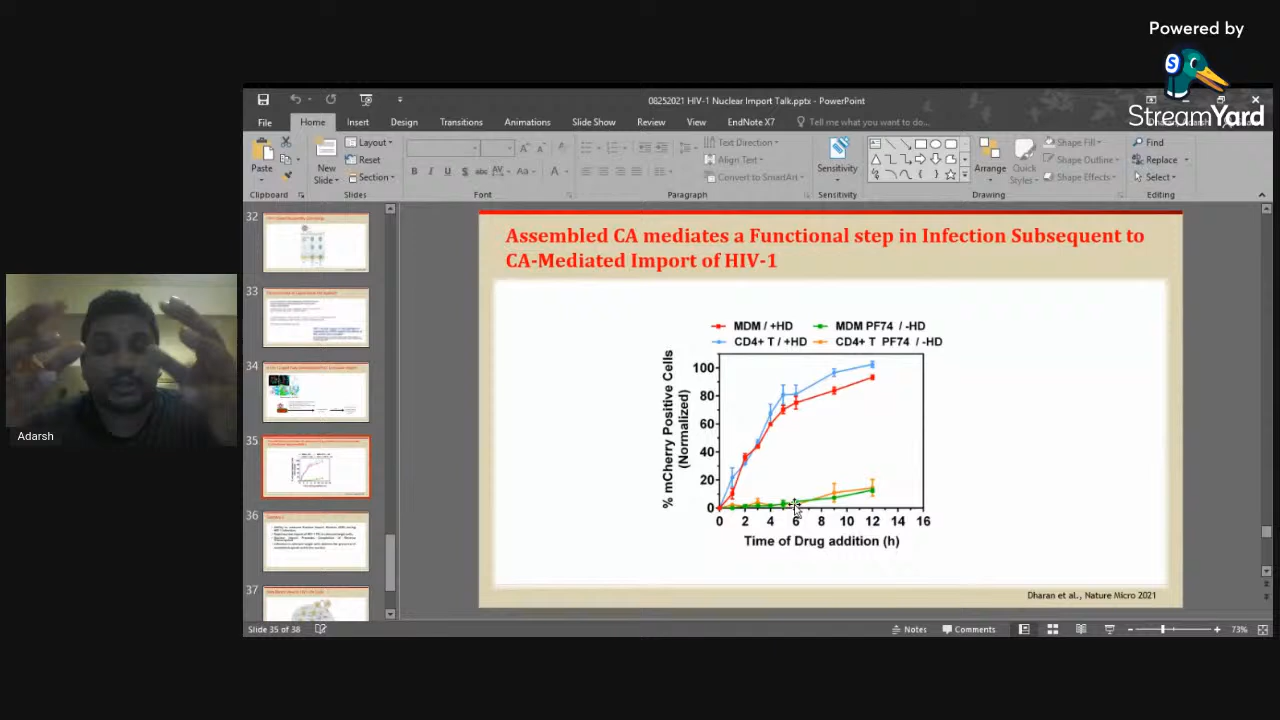 Powered by
StreamYard
08252021 HIV-1 Nuclear Import Talk.pptx - PowerPoint
File Home Insert Design Transitions Animations Slide Show Review View EndNote X7 Tell me what you want to do...
Paste
New
Slide
Layout
Reset
Section
B I U S abc AV Aa A
Text Direction
Align Text
Convert to SmartArt
Sensitivity
Arrange
Quick
Styles
Shape Fill
Shape Outline
Shape Effects
Find
Replace
Select
Clipboard Slides Font Paragraph Sensitivity Drawing Editing
32
33
34
35
36
37
Adarsh
Assembled CA mediates a Functional step in Infection Subsequent to
CA-Mediated Import of HIV-1
MDM / +HD MDM PF74 / -HD
CD4+ T / +HD CD4+ T PF74 / -HD
% mCherry Positive Cells
(Normalized)
100
80
60
40
20
0
0 2 4 6 8 10 12 14 16
Time of Drug addition (h)
Dharan et al., Nature Micro 2021
Slide 35 of 38 Notes Comments 73%